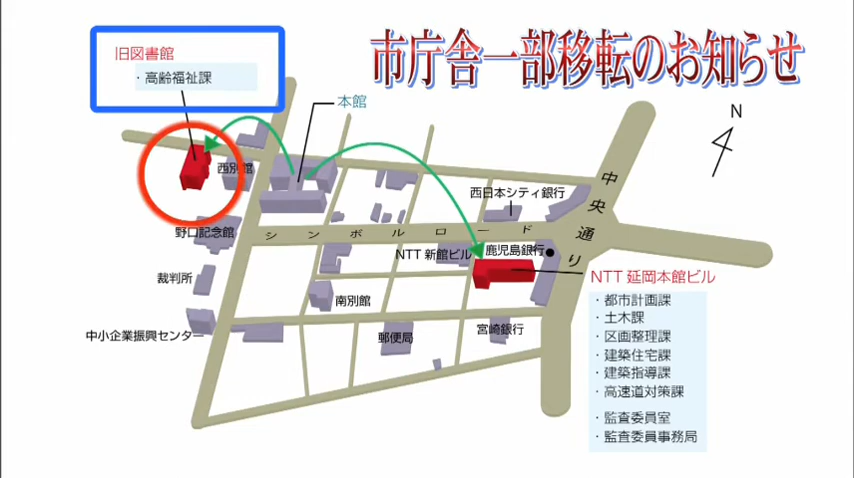 市庁舎一部移転のお知らせ
旧図書館
・高齢福祉課
本館
N
西別館
中央通り
西日本シティ銀行
野口記念館
シンボルロード
NTT 新館ビル
鹿児島銀行
裁判所
NTT 延岡本館ビル
南別館
・都市計画課
・土木課
・区画整理課
・建築住宅課
・建築指導課
・高速道対策課
・監査委員室
・監査委員事務局
中小企業振興センター
郵便局
宮崎銀行